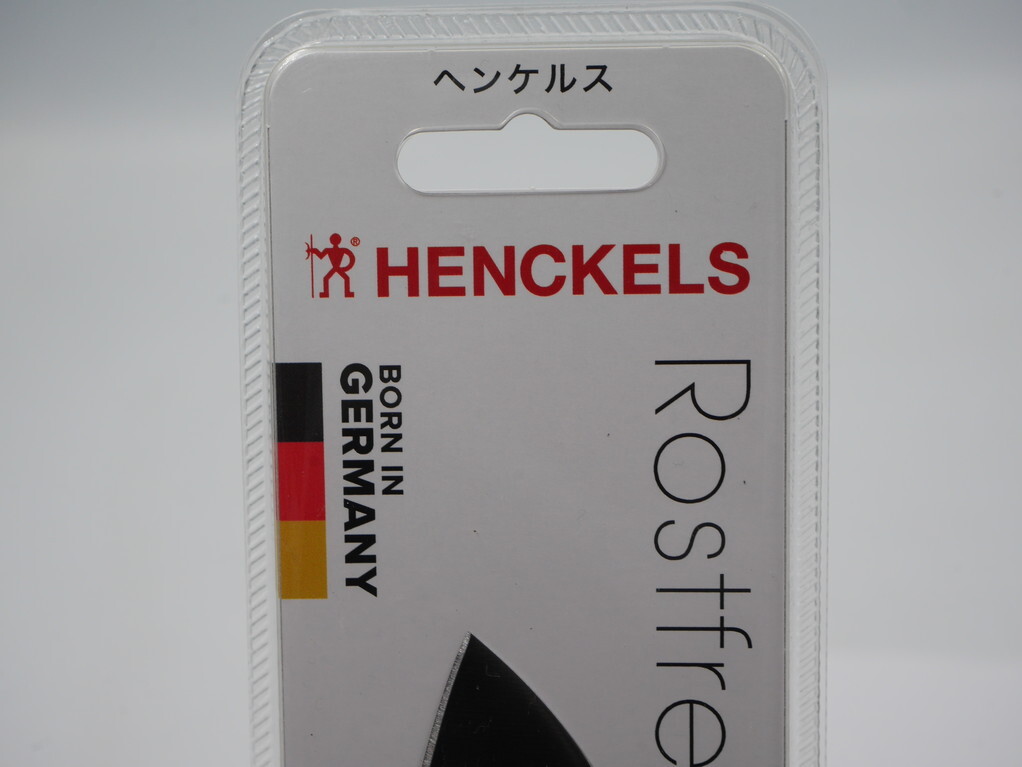 ヘンケルス
® HENCKELS
BORN IN
GERMANY
Rostfre